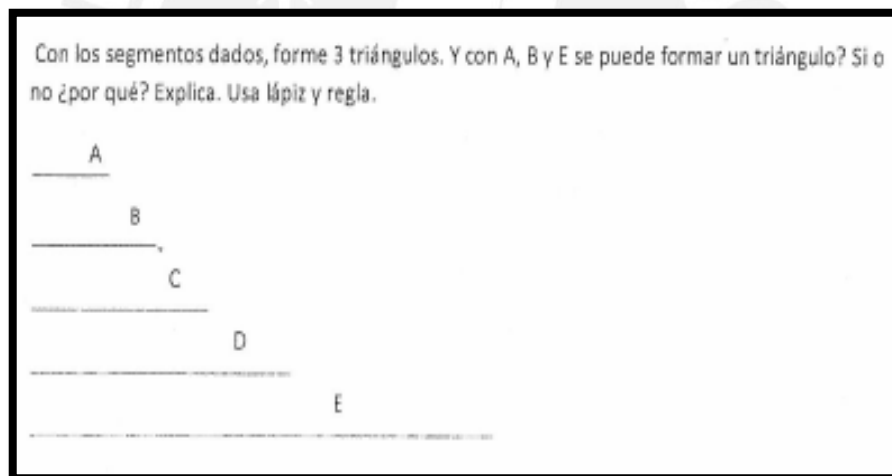 Con los segmentos dados, forme 3 triángulos. Y con A, B y E se puede formar un triángulo? Si o
no ¿por qué? Explica. Usa lápiz y regla.
A
B
C
D
E